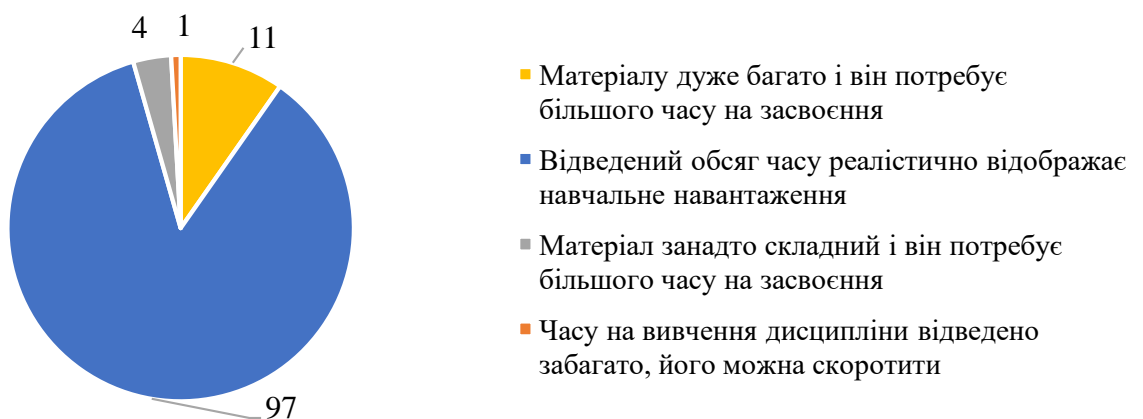 4
1
11
97
Матеріалу дуже багато і він потребує
більшого часу на засвоєння
Відведений обсяг часу реалістично відображає
навчальне навантаження
Матеріал занадто складний і він потребує
більшого часу на засвоєння
Часу на вивчення дисципліни відведено
забагато, його можна скоротити